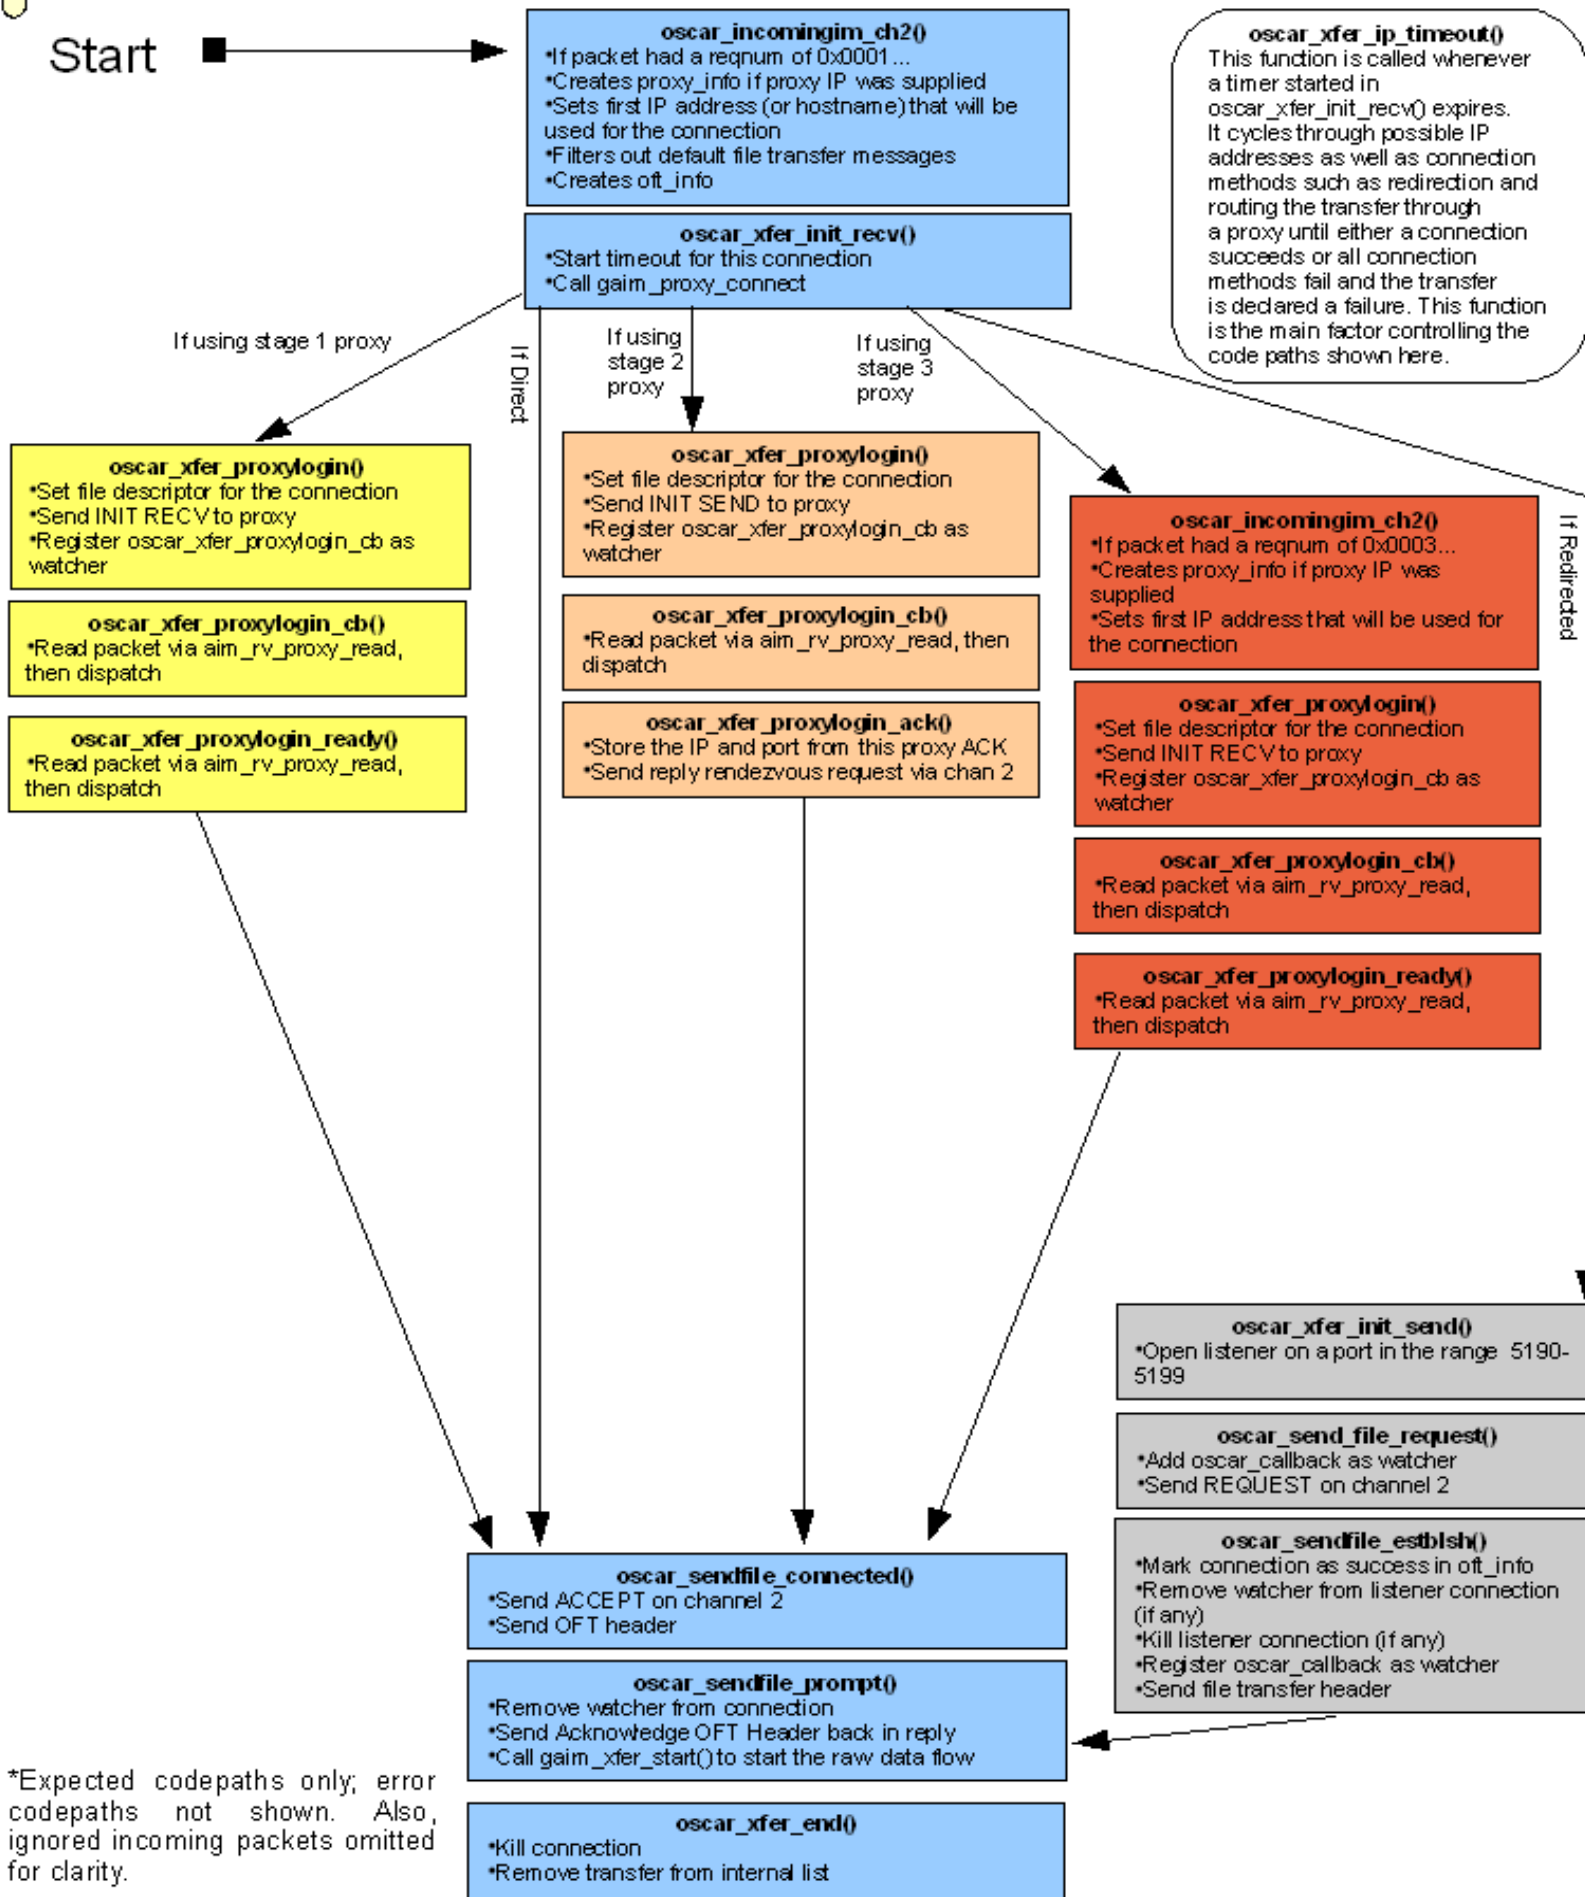 Start
oscar_incomingim_ch2()
•If packet had a reqnum of 0x0001...
•Creates proxy_info if proxy IP was supplied
•Sets first IP address (or hostname) that will be
used for the connection
•Filters out default file transfer messages
•Creates oft_info
oscar_xfer_init_recv()
•Start timeout for this connection
•Call gaim_proxy_connect
oscar_xfer_ip_timeout()
This function is called whenever
a timer started in
oscar_xfer_init_recv() expires.
It cycles through possible IP
addresses as well as connection
methods such as redirection and
routing the transfer through
a proxy until either a connection
succeeds or all connection
methods fail and the transfer
is declared a failure. This function
is the main factor controlling the
code paths shown here.
If using stage 1 proxy
If Direct
If using
stage 2
proxy
If using
stage 3
proxy
If Redirected
oscar_xfer_proxylogin()
•Set file descriptor for the connection
•Send INIT RECV to proxy
•Register oscar_xfer_proxylogin_cb as
watcher
oscar_xfer_proxylogin_cb()
•Read packet via aim_rv_proxy_read,
then dispatch
oscar_xfer_proxylogin_ready()
•Read packet via aim_rv_proxy_read,
then dispatch
oscar_xfer_proxylogin()
•Set file descriptor for the connection
•Send INIT SEND to proxy
•Register oscar_xfer_proxylogin_cb as
watcher
oscar_xfer_proxylogin_cb()
•Read packet via aim_rv_proxy_read, then
dispatch
oscar_xfer_proxylogin_ack()
•Store the IP and port from this proxy ACK
•Send reply rendezvous request via chan 2
oscar_incomingim_ch2()
•If packet had a reqnum of 0x0003...
•Creates proxy_info if proxy IP was
supplied
•Sets first IP address that will be used for
the connection
oscar_xfer_proxylogin()
•Set file descriptor for the connection
•Send INIT RECV to proxy
•Register oscar_xfer_proxylogin_cb as
watcher
oscar_xfer_proxylogin_cb()
•Read packet via aim_rv_proxy_read,
then dispatch
oscar_xfer_proxylogin_ready()
•Read packet via aim_rv_proxy_read,
then dispatch
oscar_xfer_init_send()
•Open listener on a port in the range 5190-
5199
oscar_send_file_request()
•Add oscar_callback as watcher
•Send REQUEST on channel 2
oscar_sendfile_estblsh()
•Mark connection as success in oft_info
•Remove watcher from listener connection
(if any)
•Kill listener connection (if any)
•Register oscar_callback as watcher
•Send file transfer header
oscar_sendfile_connected()
•Send ACCEPT on channel 2
•Send OFT header
oscar_sendfile_prompt()
•Remove watcher from connection
•Send Acknowledge OFT Header back in reply
•Call gaim_xfer_start() to start the raw data flow
oscar_xfer_end()
•Kill connection
•Remove transfer from internal list
*Expected codepaths only; error
codepaths not shown. Also,
ignored incoming packets omitted
for clarity.